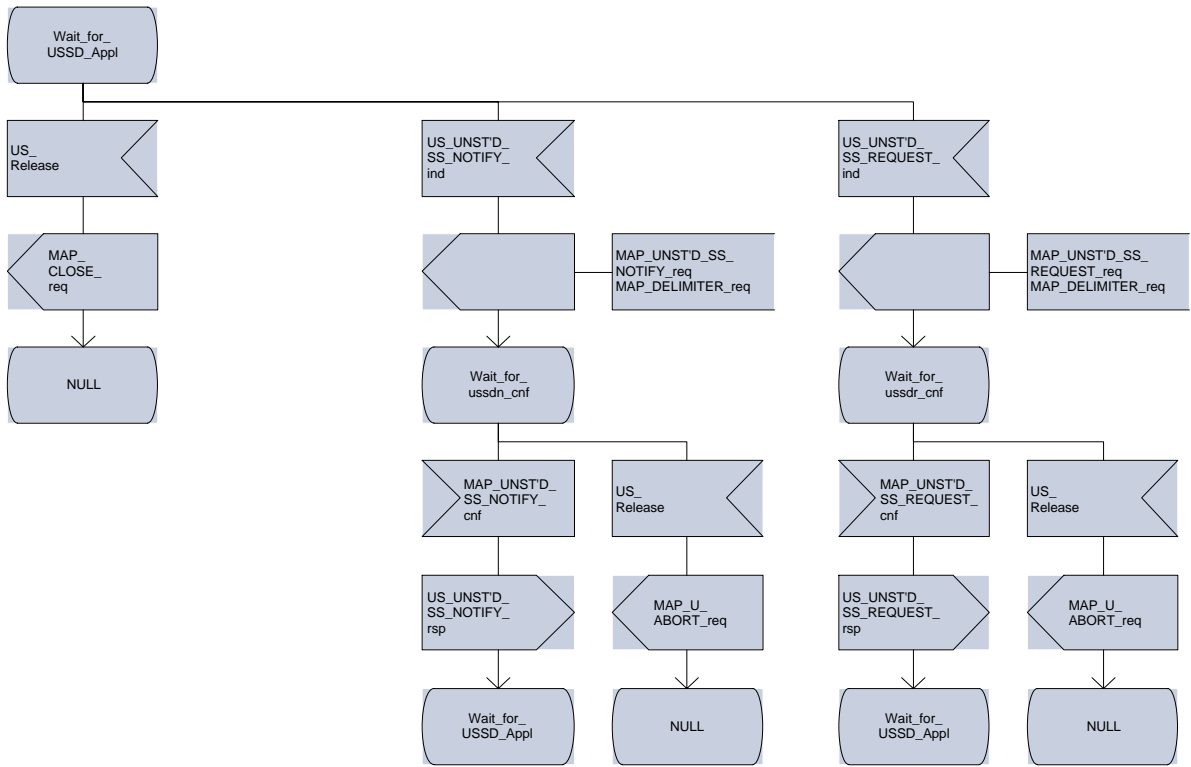 Wait_for_
USSD_Appl
US_
Release
US_UNST'D_
SS_NOTIFY_
ind
US_UNST'D_
SS_REQUEST_
ind
MAP_
CLOSE_
req
MAP_UNST'D_SS_
NOTIFY_req
MAP_DELIMITER_req
MAP_UNST'D_SS_
REQUEST_req
MAP_DELIMITER_req
NULL
Wait_for_
ussdn_cnf
Wait_for_
ussdr_cnf
MAP_UNST'D_
SS_NOTIFY_
cnf
US_
Release
MAP_UNST'D_
SS_REQUEST_
cnf
US_
Release
US_UNST'D_
SS_NOTIFY_
rsp
MAP_U_
ABORT_req
US_UNST'D_
SS_REQUEST_
rsp
MAP_U_
ABORT_req
Wait_for_
USSD_Appl
NULL
Wait_for_
USSD_Appl
NULL